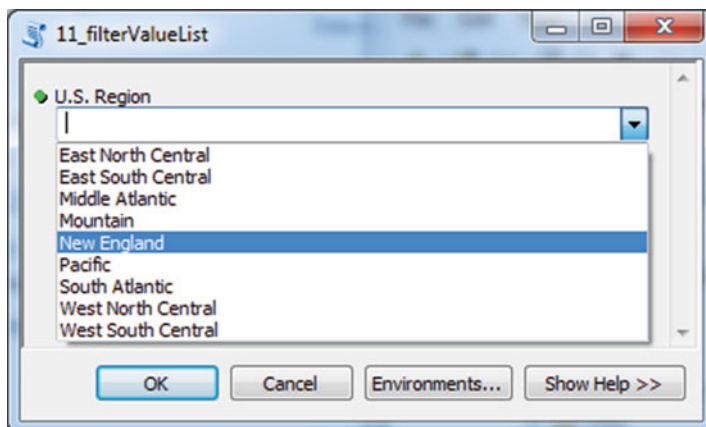 11_filterValueList
U.S. Region
East North Central
East South Central
Middle Atlantic
Mountain
New England
Pacific
South Atlantic
West North Central
West South Central
OK Cancel Environments... Show Help >>